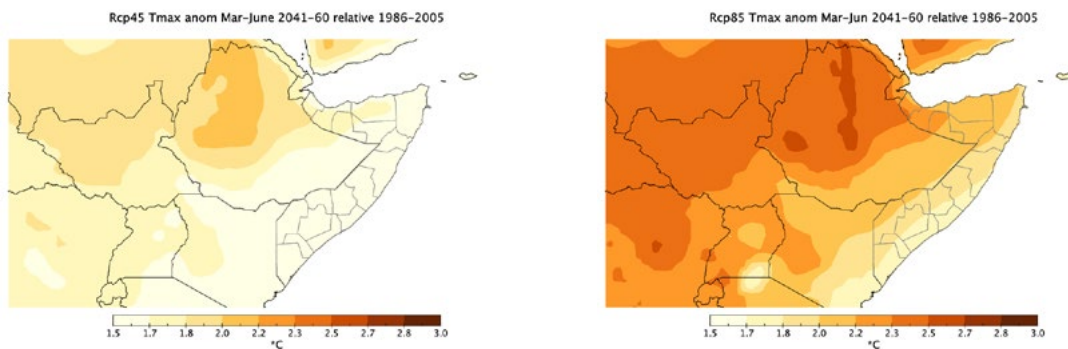 Rcp45 Tmax anom Mar-June 2041-60 relative 1986-2005
1.5 1.7 1.8 2.0 2.2 2.3 2.5 2.7 2.8 3.0
°C
Rcp85 Tmax anom Mar-Jun 2041-60 relative 1986-2005
1.5 1.7 1.8 2.0 2.2 2.3 2.5 2.7 2.8 3.0
°C